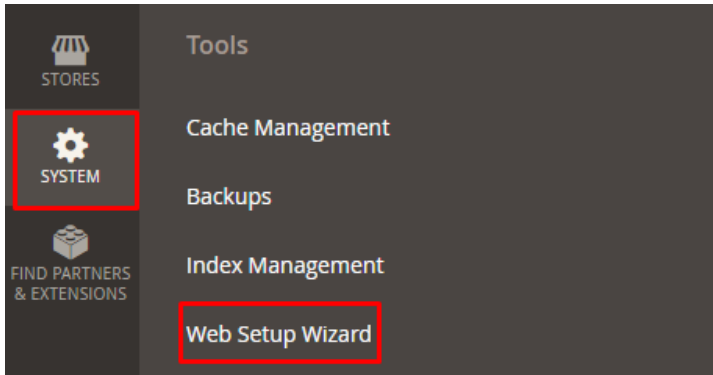 STORES
SYSTEM
FIND PARTNERS
& EXTENSIONS
Tools
Cache Management
Backups
Index Management
Web Setup Wizard